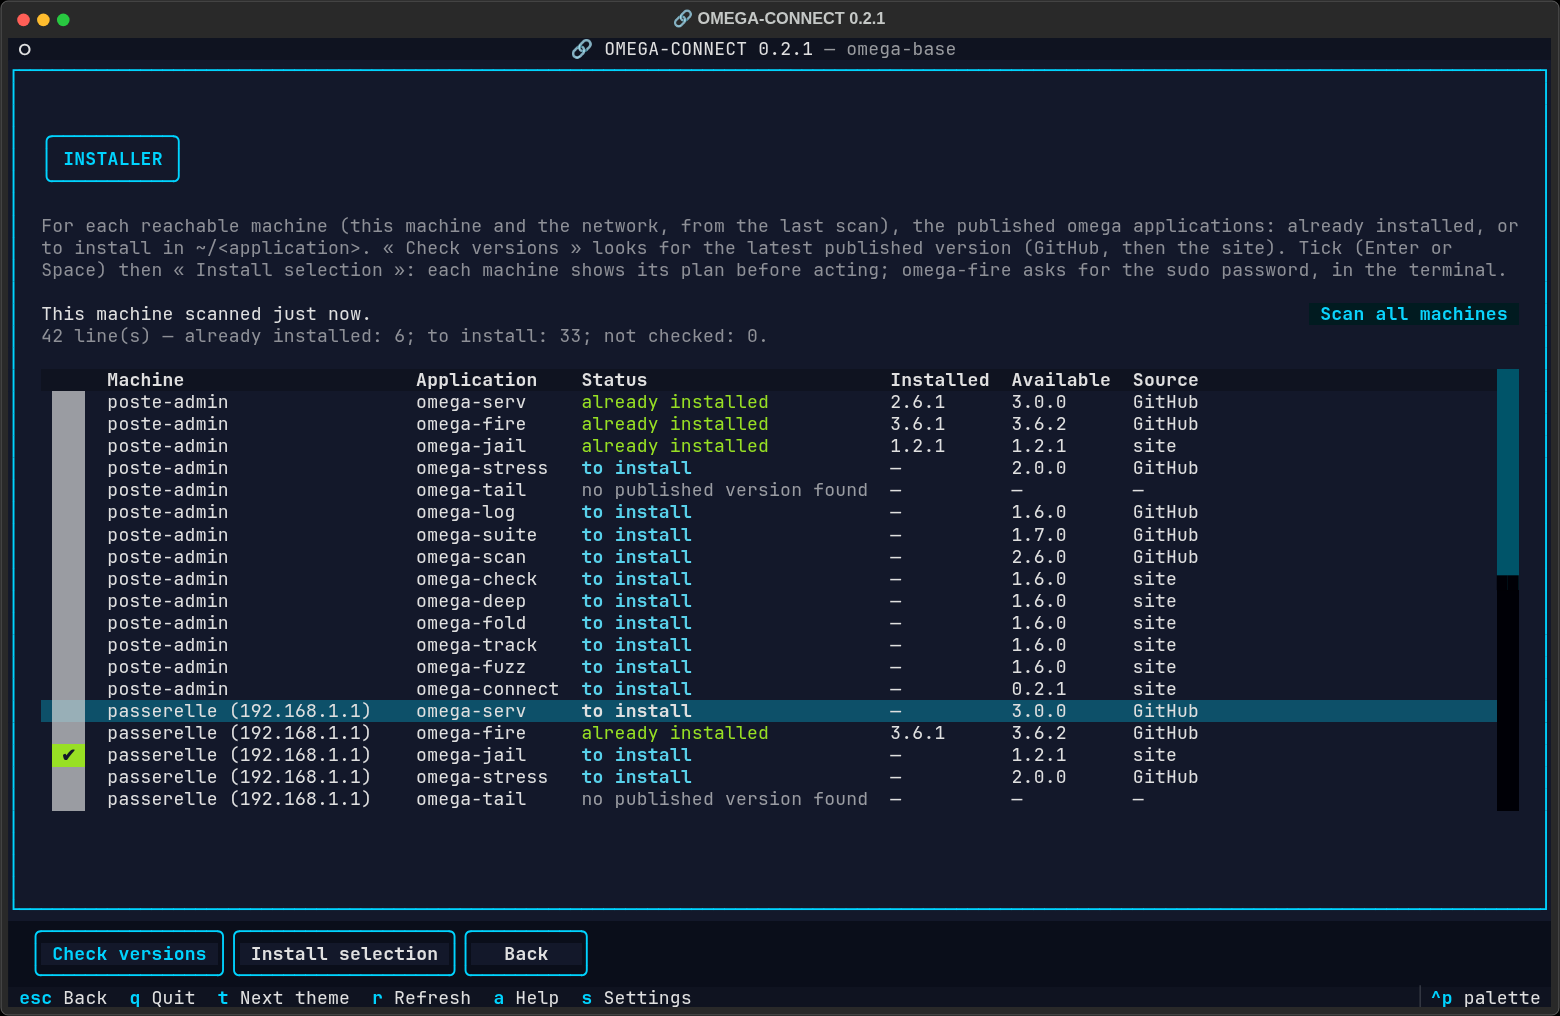 🔗 OMEGA-CONNECT 0.2.1
🔗 OMEGA-CONNECT 0.2.1 — omega-base
INSTALLER
For each reachable machine (this machine and the network, from the last scan), the published omega applications: already installed, or
to install in ~/<application>. « Check versions » looks for the latest published version (GitHub, then the site). Tick (Enter or
Space) then « Install selection »: each machine shows its plan before acting; omega-fire asks for the sudo password, in the terminal.
This machine scanned just now. Scan all machines
42 line(s) — already installed: 6; to install: 33; not checked: 0.
Machine Application Status Installed Available Source
poste-admin omega-serv already installed 2.6.1 3.0.0 GitHub
poste-admin omega-fire already installed 3.6.1 3.6.2 GitHub
poste-admin omega-jail already installed 1.2.1 1.2.1 site
poste-admin omega-stress to install — 2.0.0 GitHub
poste-admin omega-tail no published version found — — —
poste-admin omega-log to install — 1.6.0 GitHub
poste-admin omega-suite to install — 1.7.0 GitHub
poste-admin omega-scan to install — 2.6.0 GitHub
poste-admin omega-check to install — 1.6.0 site
poste-admin omega-deep to install — 1.6.0 site
poste-admin omega-fold to install — 1.6.0 site
poste-admin omega-track to install — 1.6.0 site
poste-admin omega-fuzz to install — 1.6.0 site
poste-admin omega-connect to install — 0.2.1 site
passerelle (192.168.1.1) omega-serv to install — 3.0.0 GitHub
passerelle (192.168.1.1) omega-fire already installed 3.6.1 3.6.2 GitHub
✔ passerelle (192.168.1.1) omega-jail to install — 1.2.1 site
passerelle (192.168.1.1) omega-stress to install — 2.0.0 GitHub
passerelle (192.168.1.1) omega-tail no published version found — — —
Check versions Install selection Back
esc Back q Quit t Next theme r Refresh a Help s Settings ^p palette